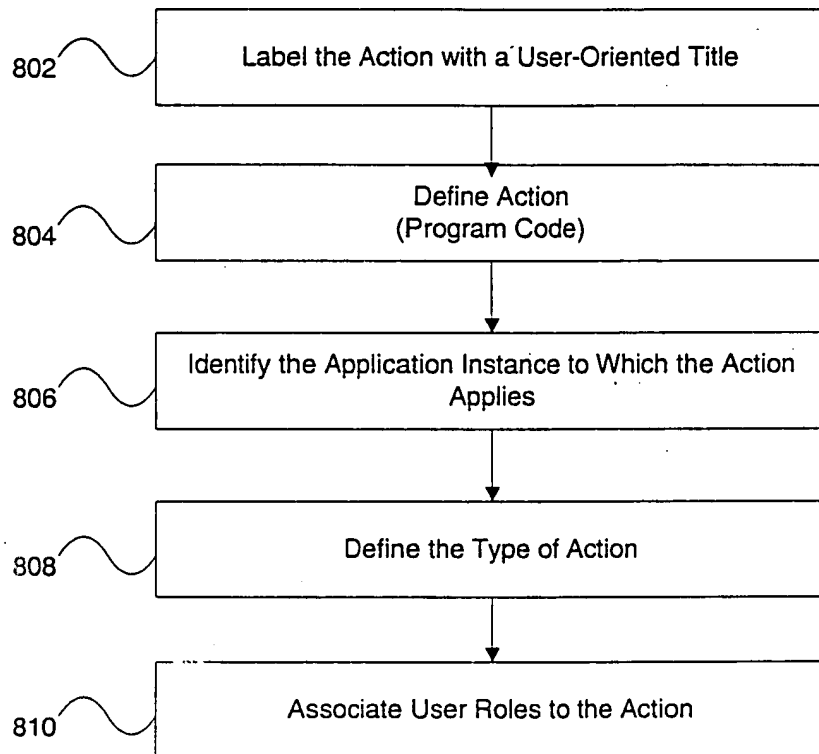 802
Label the Action with a User-Oriented Title
804
Define Action
(Program Code)
806
Identify the Application Instance to Which the Action
Applies
808
Define the Type of Action
810
Associate User Roles to the Action